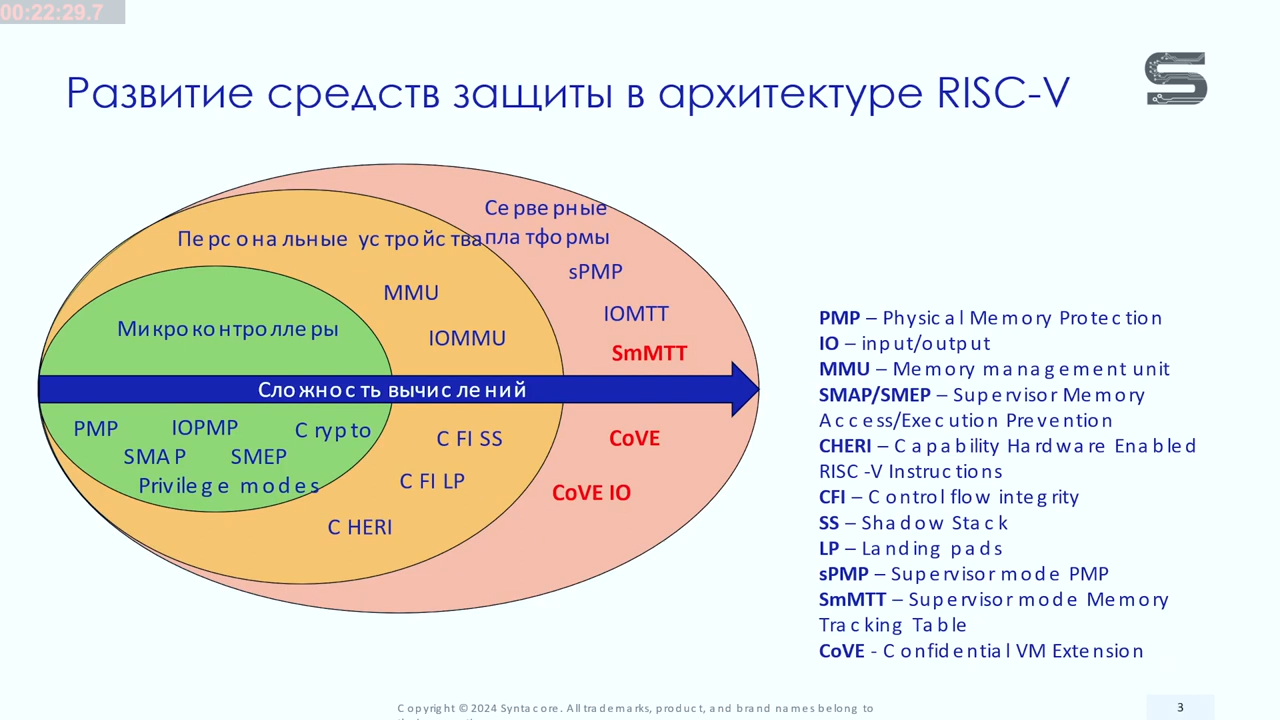 00:22:29.7
Развитие средств защиты в архитектуре RISC-V
Серверные
платформы
Персональные устройства
sPMP
MMU
IOMTT
Микроконтроллеры
IOMMU
SmMTT
Сложность вычислений
PMP
IOPMP
Crypto
CFI SS
CoVE
SMAP
SMEP
Privilege modes
CFI LP
CoVE IO
CHERI
PMP – Physical Memory Protection
IO – input/output
MMU – Memory management unit
SMAP/SMEP – Supervisor Memory
Access/Execution Prevention
CHERI – Capability Hardware Enabled
RISC-V Instructions
CFI – Control flow integrity
SS – Shadow Stack
LP – Landing pads
sPMP – Supervisor mode PMP
SmMTT – Supervisor mode Memory
Tracking Table
CoVE - Confidential VM Extension
Copyright © 2024 Syntacore. All trademarks, product, and brand names belong to
3